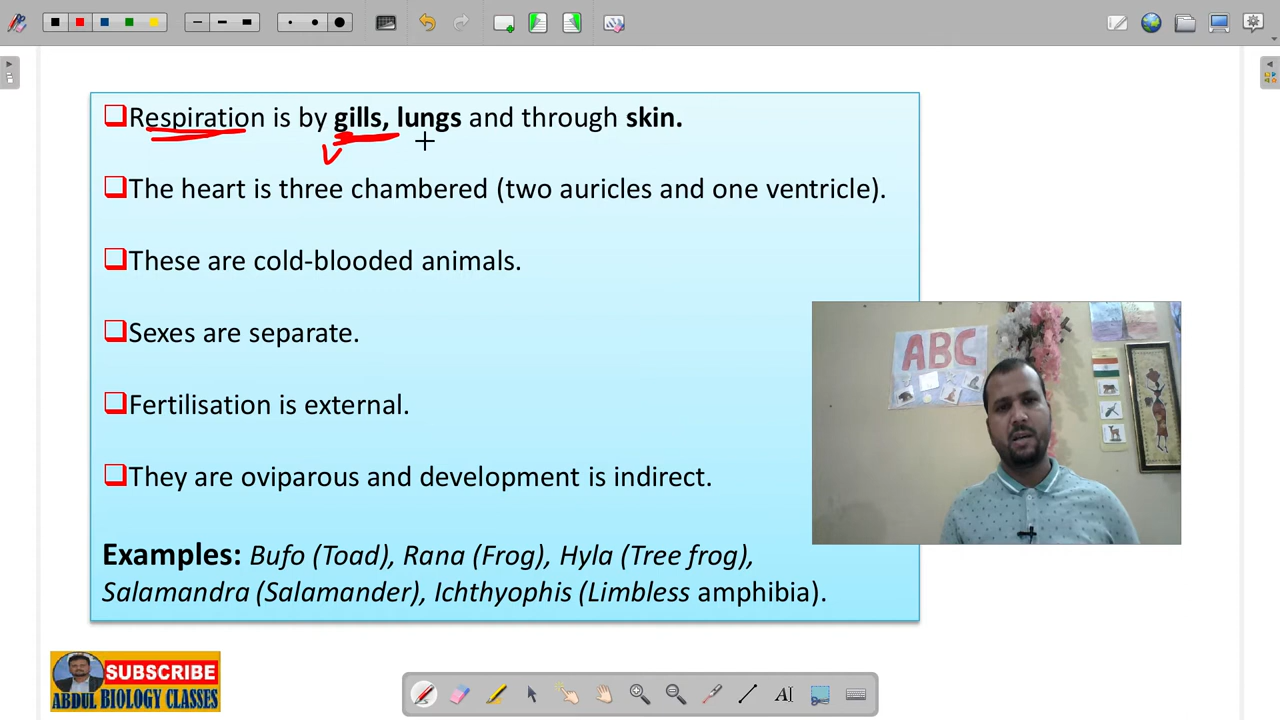 Respiration is by gills, lungs and through skin.
The heart is three chambered (two auricles and one ventricle).
These are cold-blooded animals.
Sexes are separate.
Fertilisation is external.
They are oviparous and development is indirect.
Examples: Bufo (Toad), Rana (Frog), Hyla (Tree frog),
Salamandra (Salamander), Ichthyophis (Limbless amphibia).
ABC
SUBSCRIBE
ABDUL BIOLOGY CLASSES
AI